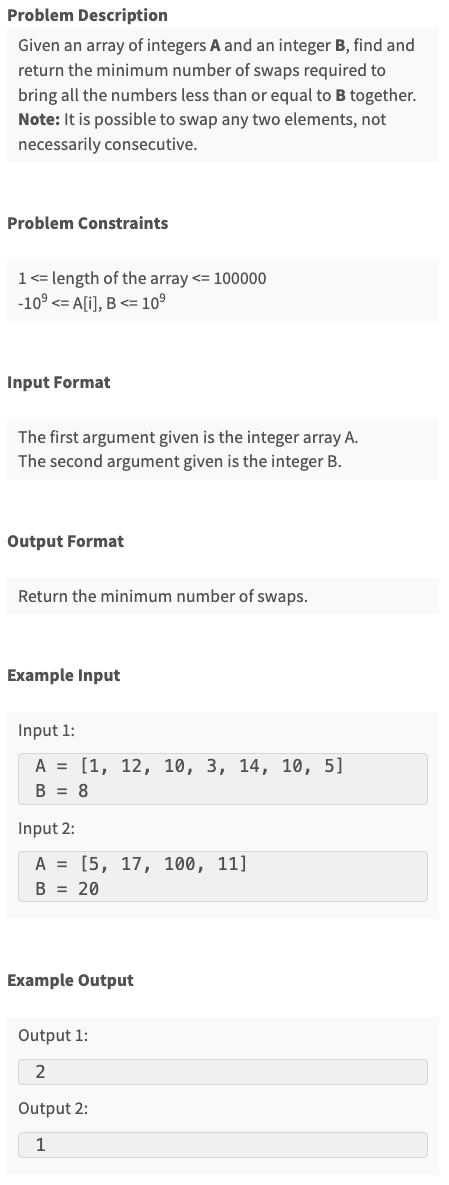 Problem Description
Given an array of integers A and an integer B, find and
return the minimum number of swaps required to
bring all the numbers less than or equal to B together.
Note: It is possible to swap any two elements, not
necessarily consecutive.
Problem Constraints
1 <= length of the array <= 100000
-10⁹ <= A[i], B <= 10⁹
Input Format
The first argument given is the integer array A.
The second argument given is the integer B.
Output Format
Return the minimum number of swaps.
Example Input
Input 1:
A = [1, 12, 10, 3, 14, 10, 5]
B = 8
Input 2:
A = [5, 17, 100, 11]
B = 20
Example Output
Output 1:
2
Output 2:
1